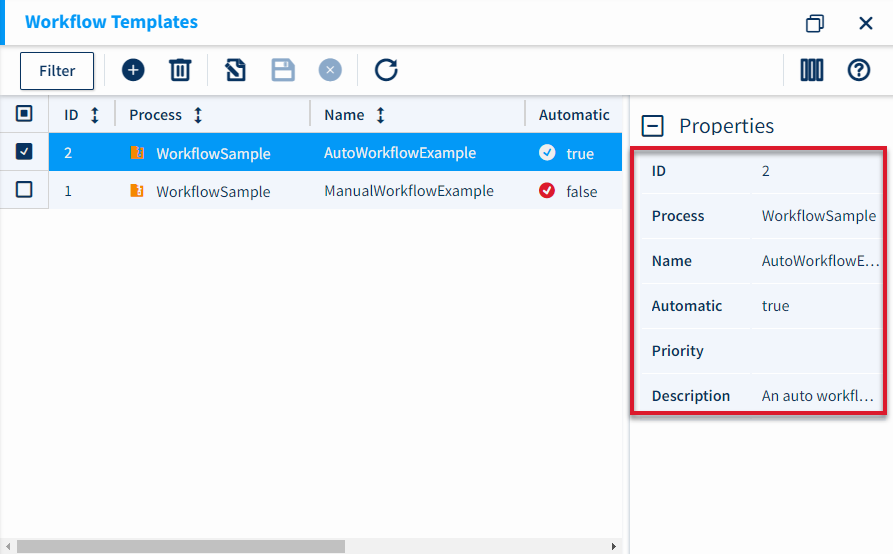 Workflow Templates
Filter
ID Process Name Automatic
2 WorkflowSample AutoWorkflowExample true
1 WorkflowSample ManualWorkflowExample false
Properties
ID 2
Process WorkflowSample
Name AutoWorkflowE...
Automatic true
Priority
Description An auto workfl...